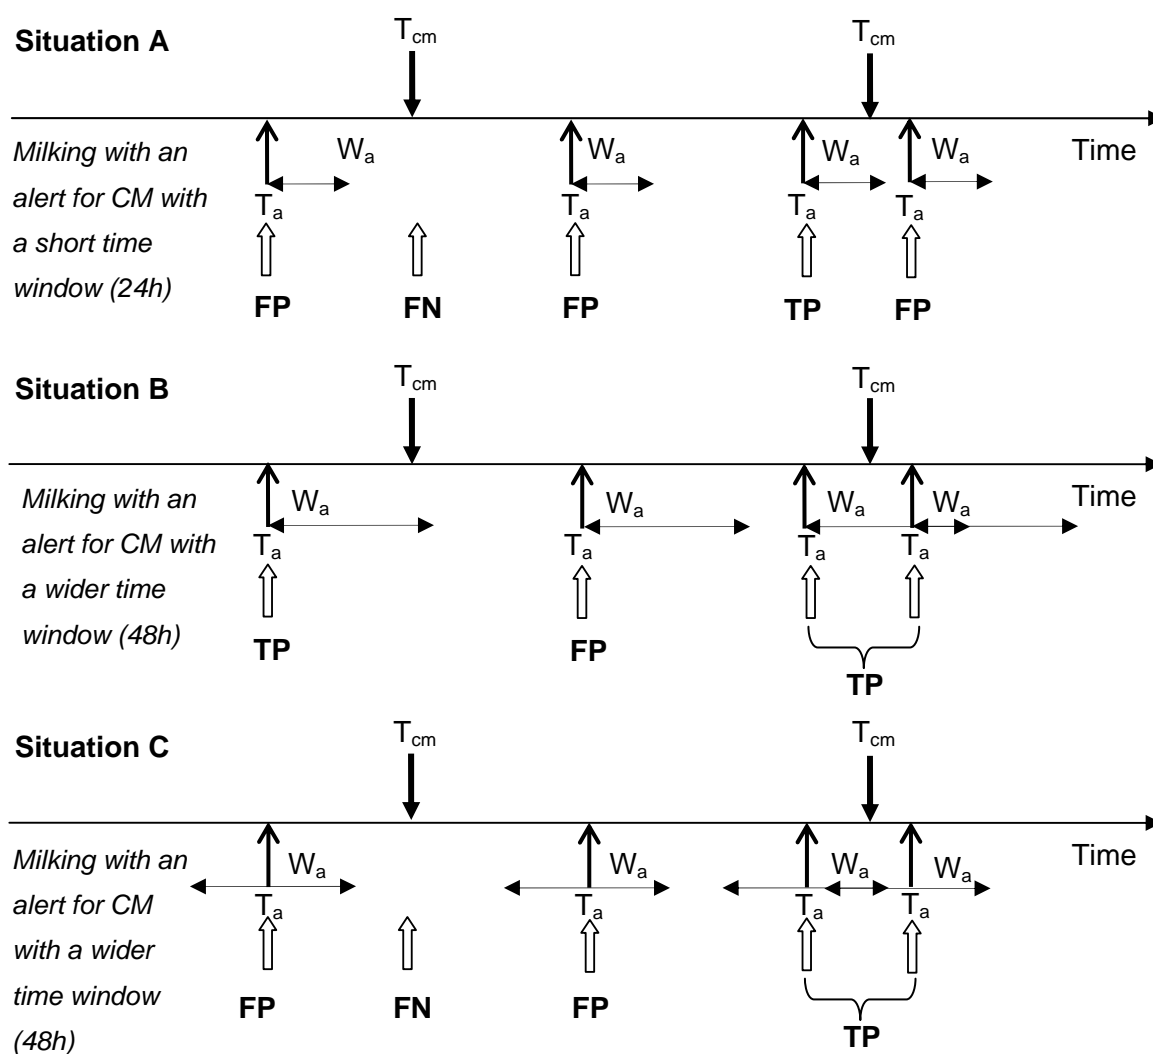 Situation A
T_cm T_cm
Time
Milking with an
alert for CM with
a short time
window (24h)
W_a W_a W_a W_a
T_a T_a T_a T_a
FP FN FP TP FP
Situation B
T_cm T_cm
Time
Milking with an
alert for CM with
a wider time
window (48h)
W_a W_a W_a W_a
T_a T_a T_a T_a
TP FP
TP
Situation C
T_cm T_cm
Time
Milking with an
alert for CM
with a wider
time window
(48h)
W_a W_a W_a W_a
T_a T_a T_a T_a
FP FN FP
TP